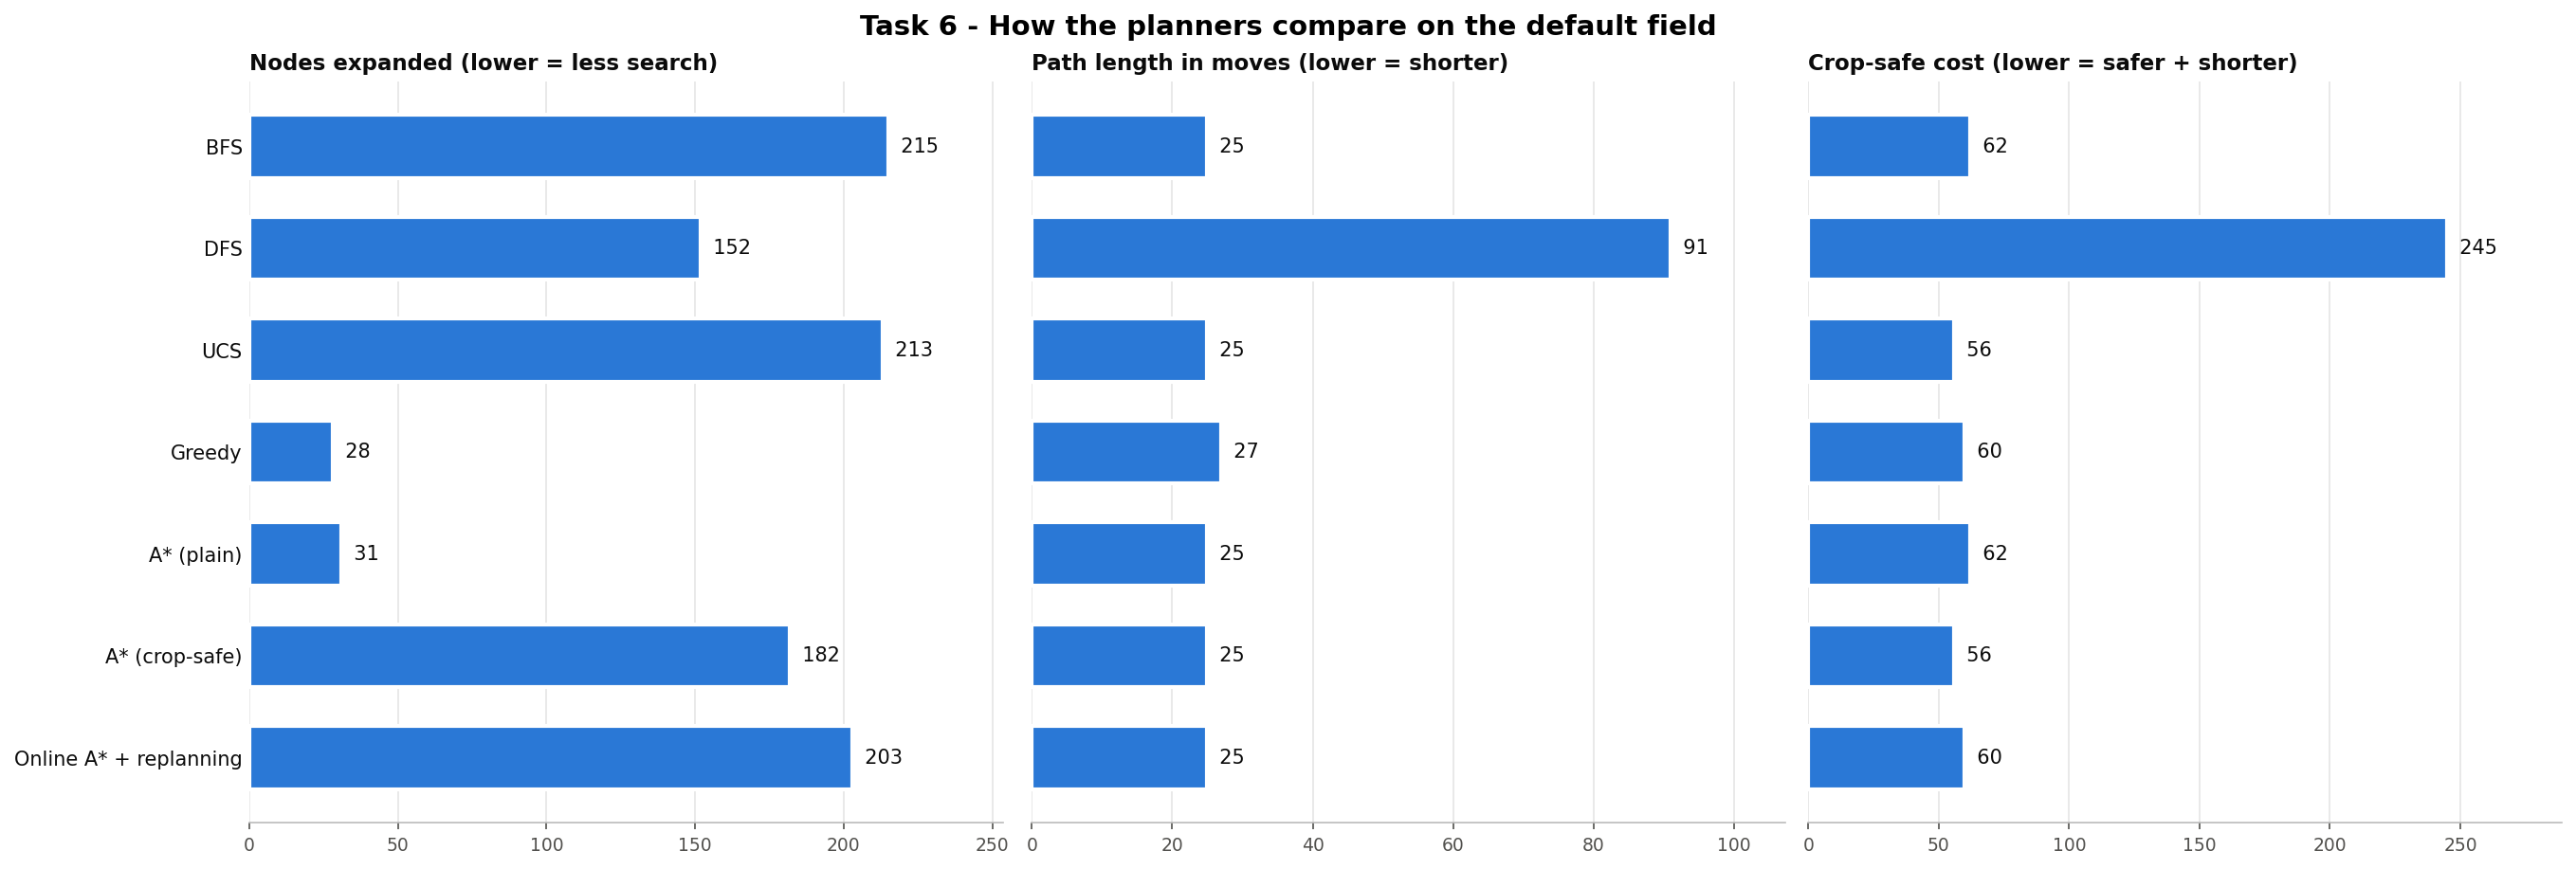 Task 6 - How the planners compare on the default field
Nodes expanded (lower = less search)
BFS 215
DFS 152
UCS 213
Greedy 28
A* (plain) 31
A* (crop-safe) 182
Online A* + replanning 203
0 50 100 150 200 250
Path length in moves (lower = shorter)
25
91
25
27
25
25
25
0 20 40 60 80 100
Crop-safe cost (lower = safer + shorter)
62
245
56
60
62
56
60
0 50 100 150 200 250